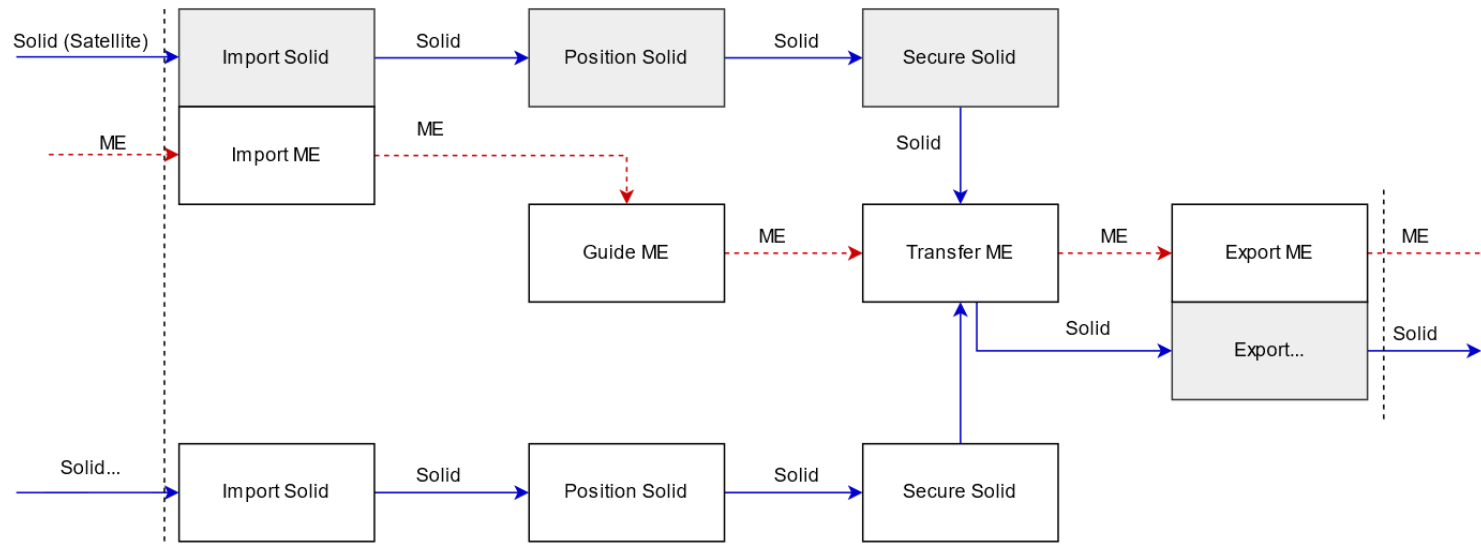 Solid (Satellite)
Import Solid
Solid
Position Solid
Solid
Secure Solid
ME
Import ME
ME
Solid
Guide ME
ME
Transfer ME
ME
Export ME
ME
Solid
Export...
Solid
Solid...
Import Solid
Solid
Position Solid
Solid
Secure Solid